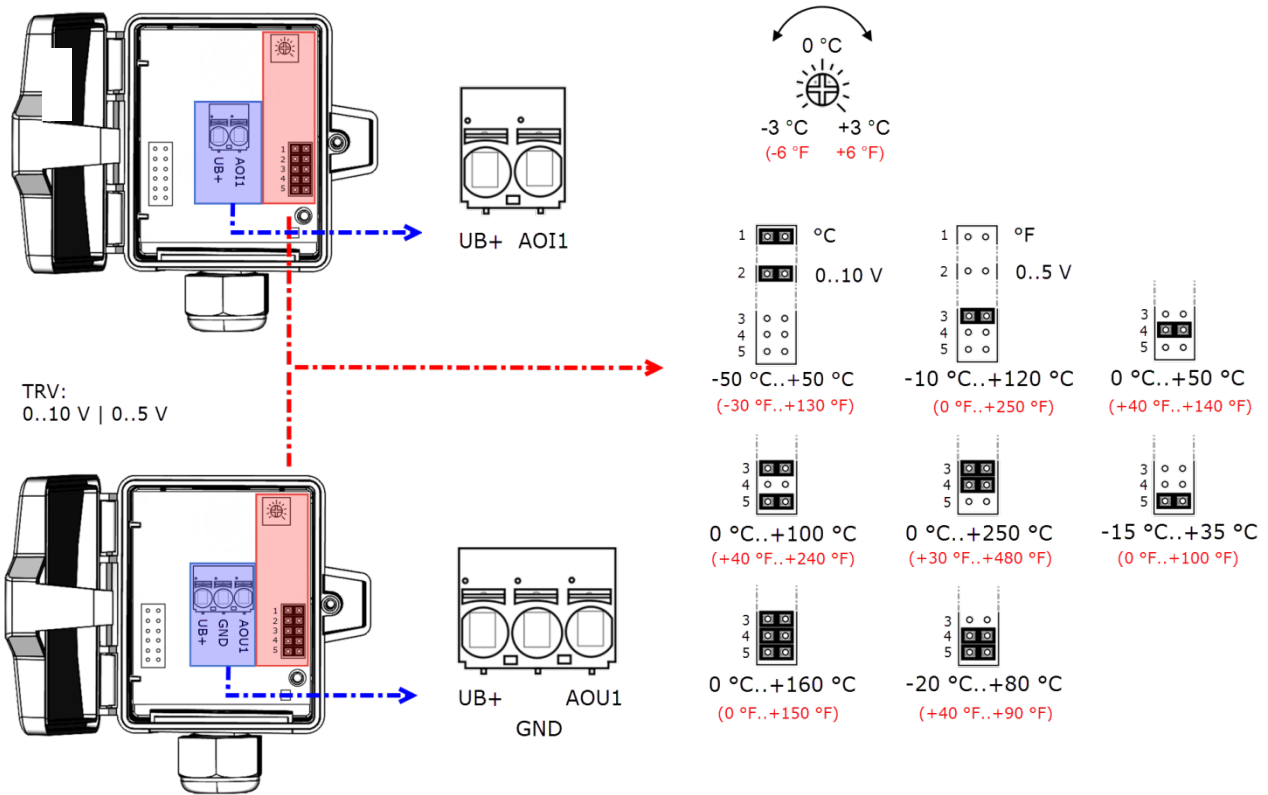 1
2
3
4
5
UB+
AOI1
UB+ AOI1
TRV:
0..10 V | 0..5 V
1
2
3
4
5
UB+
GND
AOU1
UB+ AOU1
GND
0 °C
-3 °C +3 °C
(-6 °F +6 °F)
1 °C
2 0..10 V
3
4
5
-50 °C..+50 °C
(-30 °F..+130 °F)
1 °F
2 0..5 V
3
4
5
-10 °C..+120 °C
(0 °F..+250 °F)
3
4
5
0 °C..+50 °C
(+40 °F..+140 °F)
3
4
5
0 °C..+100 °C
(+40 °F..+240 °F)
3
4
5
0 °C..+250 °C
(+30 °F..+480 °F)
3
4
5
-15 °C..+35 °C
(0 °F..+100 °F)
3
4
5
0 °C..+160 °C
(0 °F..+150 °F)
3
4
5
-20 °C..+80 °C
(+40 °F..+90 °F)